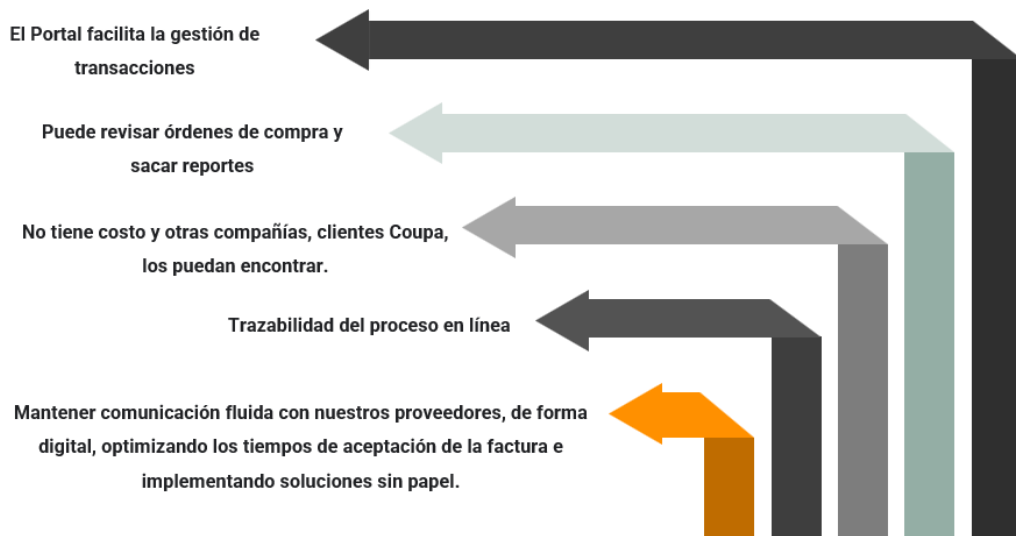 El Portal facilita la gestión de
transacciones
Puede revisar órdenes de compra y
sacar reportes
No tiene costo y otras compañías, clientes Coupa,
los puedan encontrar.
Trazabilidad del proceso en línea
Mantener comunicación fluida con nuestros proveedores, de forma
digital, optimizando los tiempos de aceptación de la factura e
implementando soluciones sin papel.